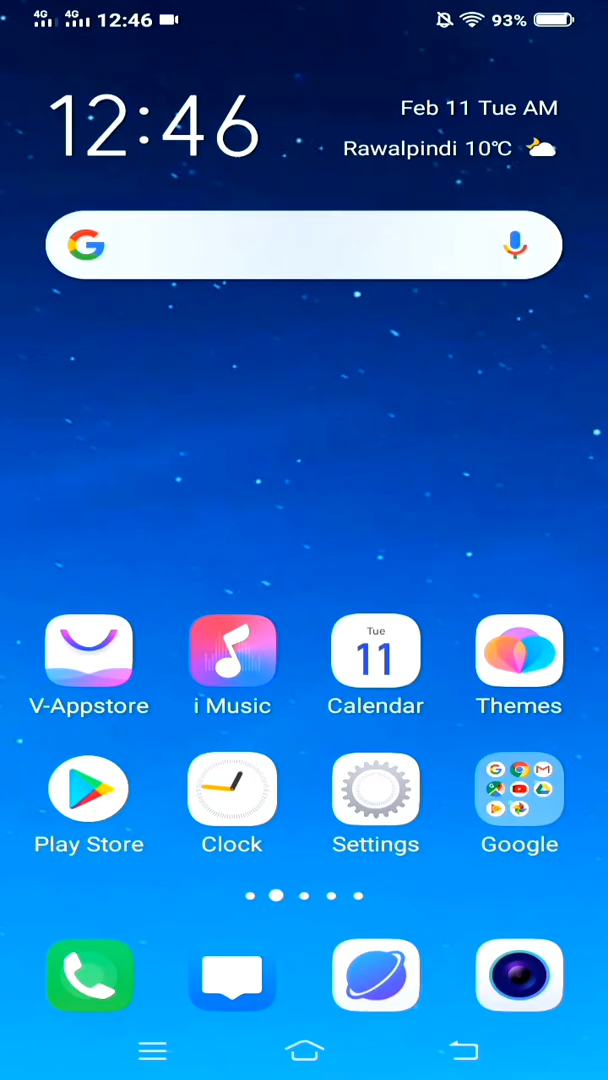 4G 4G 12:46 93%
12:46
Feb 11 Tue AM
Rawalpindi 10℃
V-Appstore i Music Calendar Themes
Tue
11
Play Store Clock Settings Google